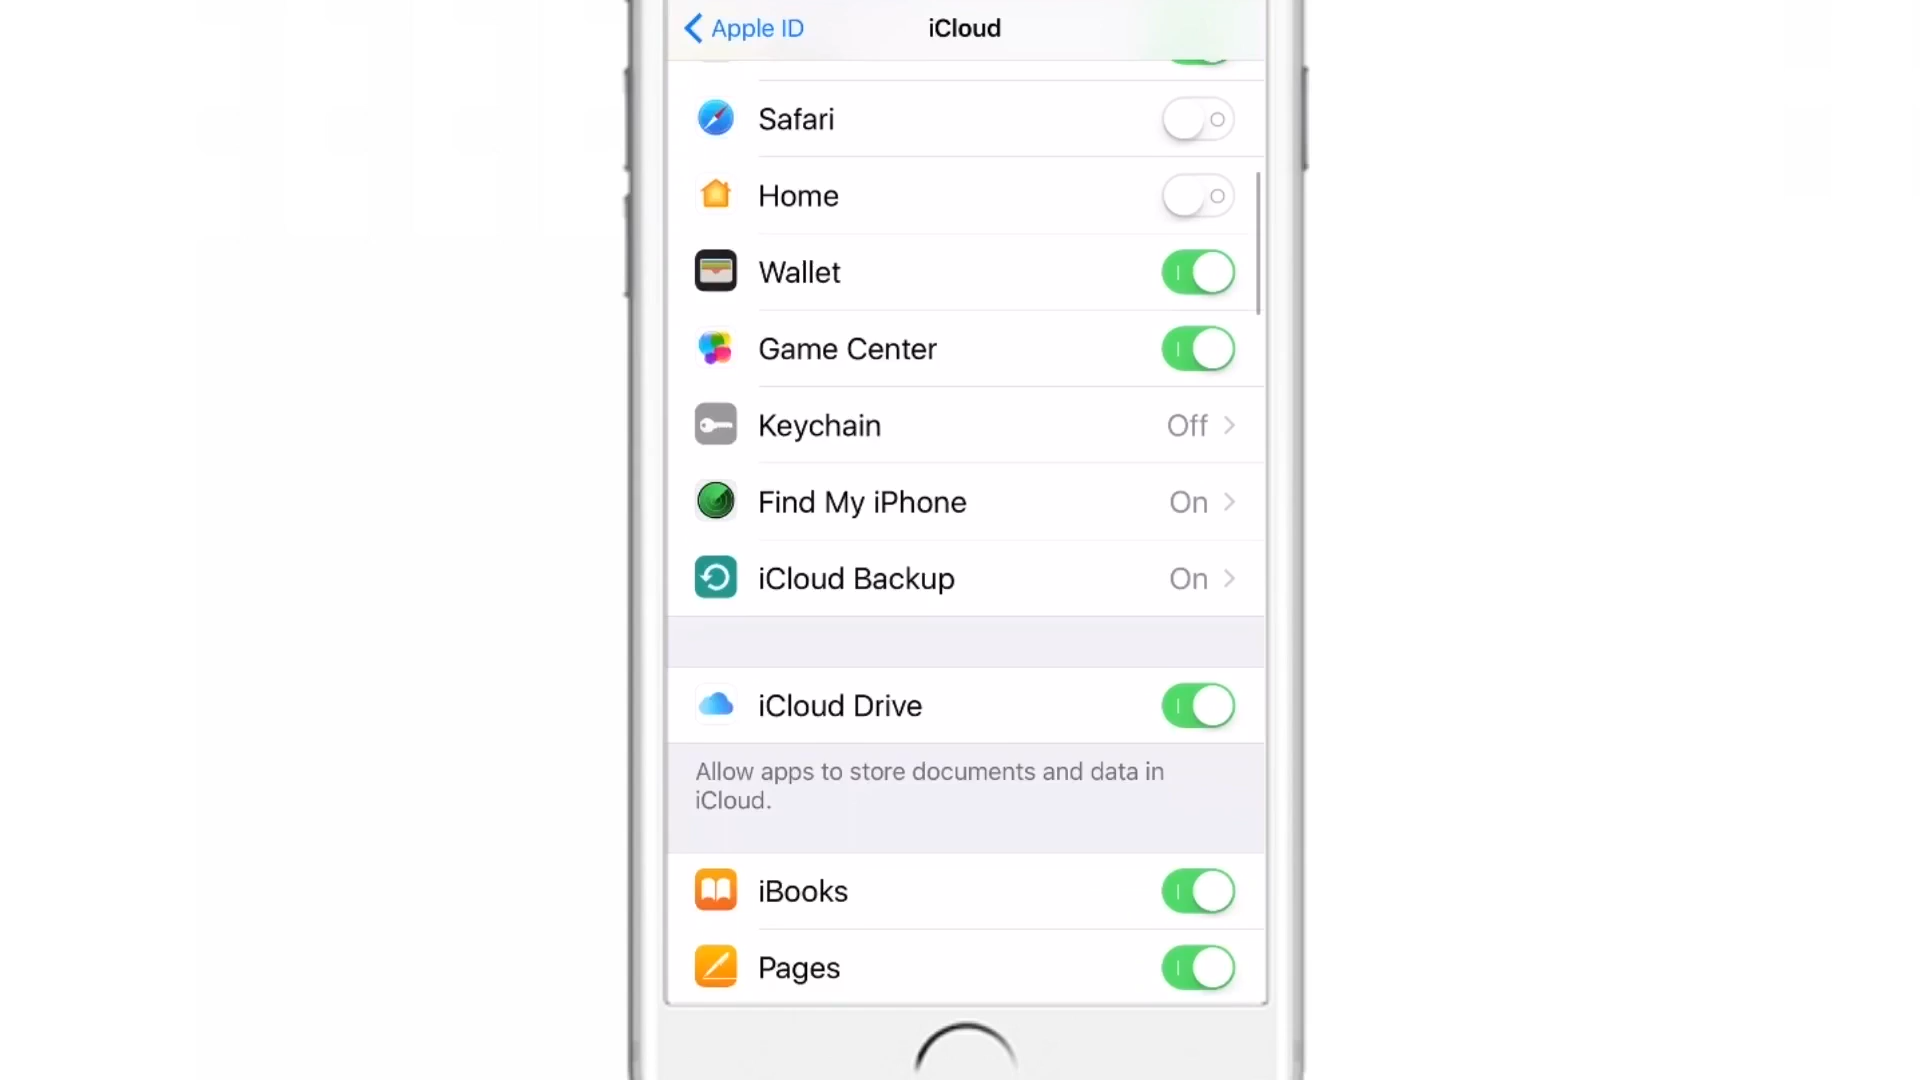 Apple ID
iCloud
Safari
Home
Wallet
Game Center
Keychain Off
Find My iPhone On
iCloud Backup On
iCloud Drive
Allow apps to store documents and data in
iCloud.
iBooks
Pages